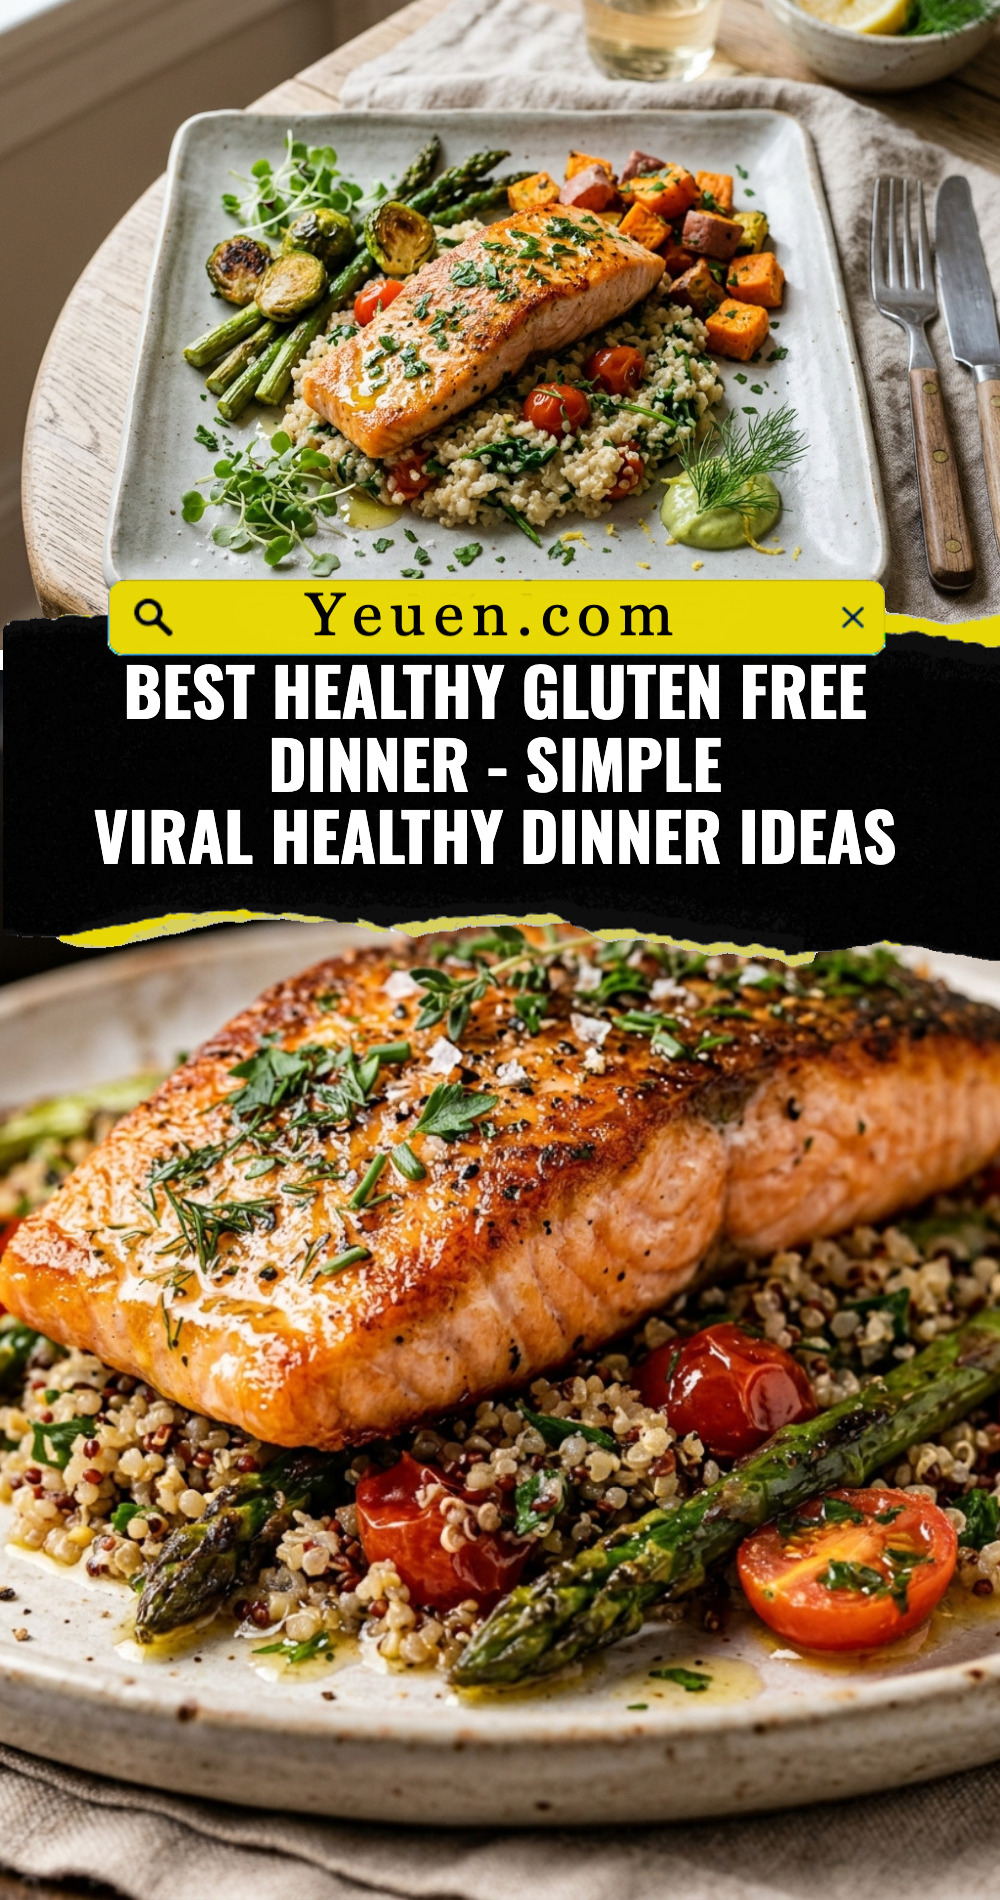 Yeuen.com
BEST HEALTHY GLUTEN FREE
DINNER - SIMPLE
VIRAL HEALTHY DINNER IDEAS